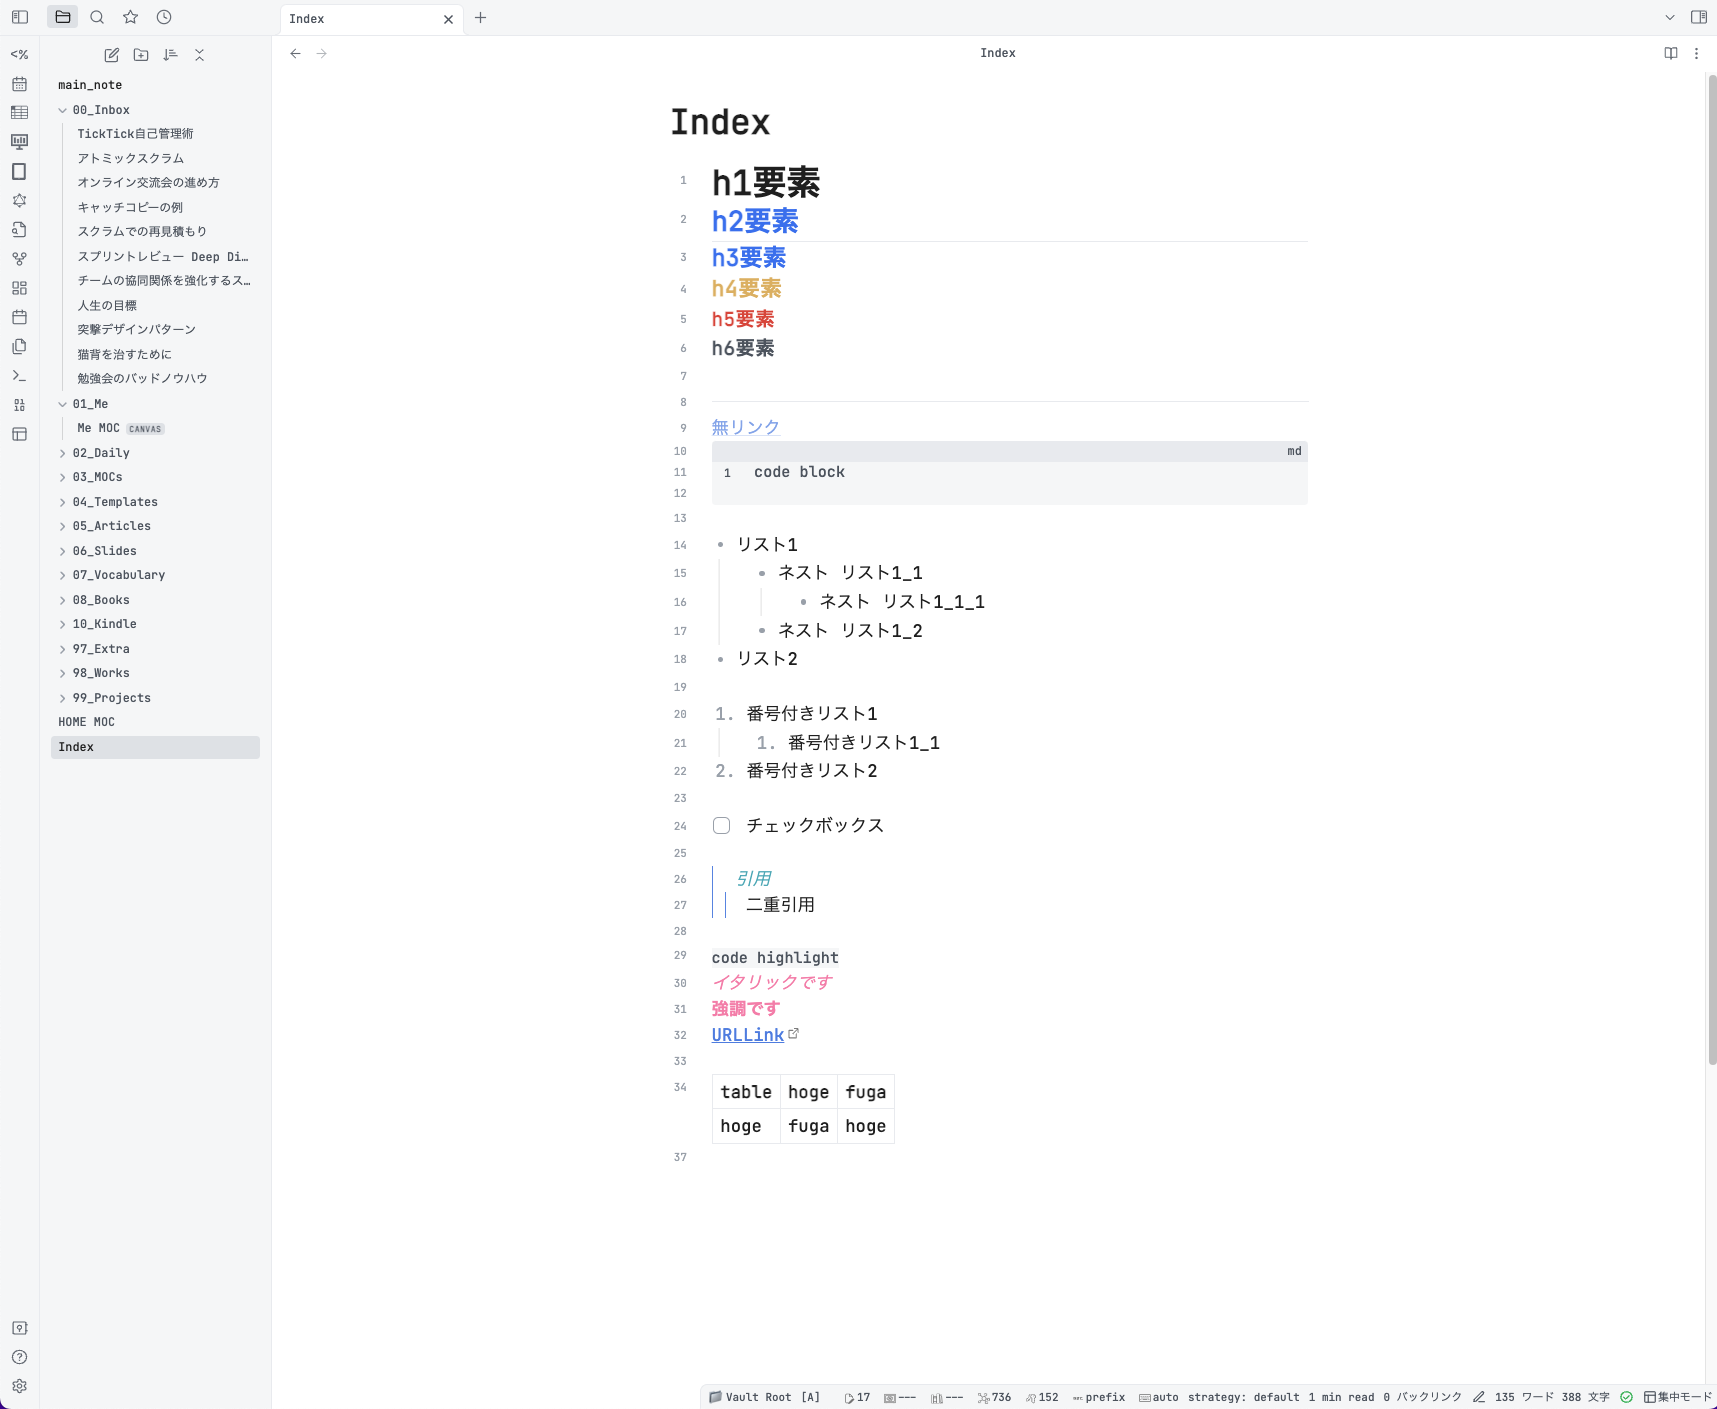 Index
Index
<%
main_note
00_Inbox
TickTick自己管理術
アトミックスクラム
オンライン交流会の進め方
キャッチコピーの例
スクラムでの再見積もり
スプリントレビュー Deep Di…
チームの協同関係を強化するス…
人生の目標
突撃デザインパターン
猫背を治すために
勉強会のバッドノウハウ
01_Me
Me MOC CANVAS
02_Daily
03_MOCs
04_Templates
05_Articles
06_Slides
07_Vocabulary
08_Books
10_Kindle
97_Extra
98_Works
99_Projects
HOME MOC
Index
Index
1 h1要素
2 h2要素
3 h3要素
4 h4要素
5 h5要素
6 h6要素
7
8
9 無リンク
10 md
11 1 code block
12
13
14 リスト1
15 ネスト リスト1_1
16 ネスト リスト1_1_1
17 ネスト リスト1_2
18 リスト2
19
20 1. 番号付きリスト1
21 1. 番号付きリスト1_1
22 2. 番号付きリスト2
23
24 チェックボックス
25
26 引用
27 二重引用
28
29 code highlight
30 イタリックです
31 強調です
32 URLLink
33
34 table hoge fuga
hoge fuga hoge
37
Vault Root [A] 17 --- --- 736 152 prefix auto strategy: default 1 min read 0 バックリンク 135 ワード 388 文字 集中モード